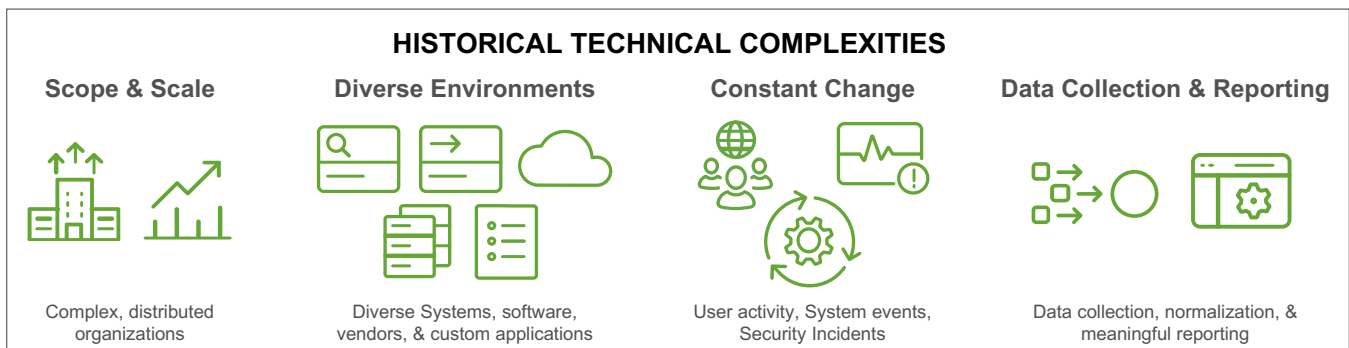 HISTORICAL TECHNICAL COMPLEXITIES
Scope & Scale
Complex, distributed
organizations
Diverse Environments
Diverse Systems, software,
vendors, & custom applications
Constant Change
User activity, System events,
Security Incidents
Data Collection & Reporting
Data collection, normalization, &
meaningful reporting